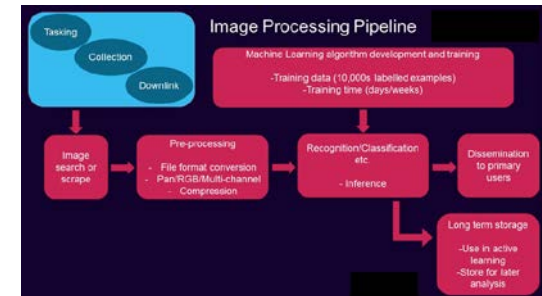 Image Processing Pipeline
Tasking
Collection
Downlink
Machine Learning algorithm development and training
-Training data (10,000s labelled examples)
-Training time (days/weeks)
Image
search or
scrape
Pre-processing
- File format conversion
- Pan/RGB/Multi-channel
- Compression
Recognition/Classification
etc.
- Inference
Dissemination
to primary
users
Long term storage
-Use in active
learning
-Store for later
analysis